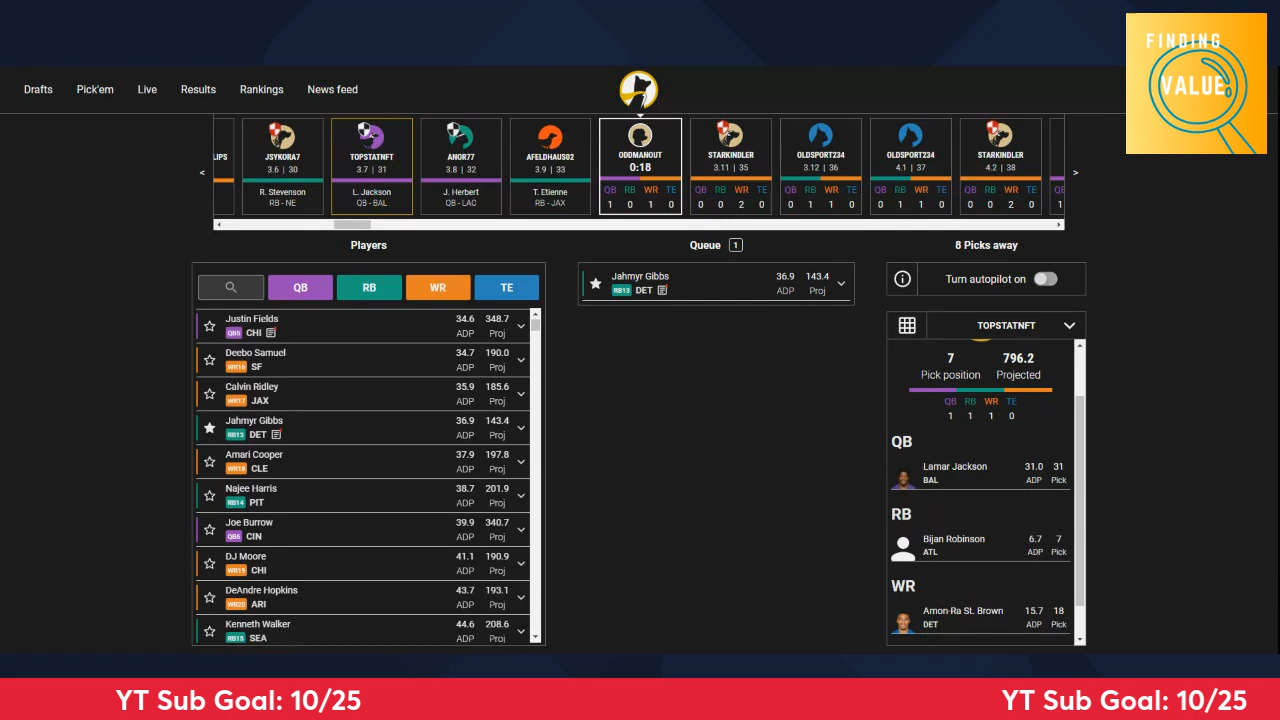 FINDING
VALUE
Drafts
Pick'em
Live
Results
Rankings
News feed
LIPS
JSYKORA7
3.6 | 30
R. Stevenson
RB - NE
TOPSTATNFT
3.7 | 31
L. Jackson
QB - BAL
ANOR77
3.8 | 32
J. Herbert
QB - LAC
AFELDHAUS02
3.9 | 33
T. Etienne
RB - JAX
ODDMANOUT
0:18
QB RB WR TE
1 0 1 0
STARKINDLER
3.11 | 35
QB RB WR TE
0 0 2 0
OLDSPORT234
3.12 | 36
QB RB WR TE
0 1 1 0
OLDSPORT234
4.1 | 37
QB RB WR TE
0 1 1 0
STARKINDLER
4.2 | 38
QB RB WR TE
0 0 2 0
1
Players
QB
RB
WR
TE
Justin Fields 34.6 348.7
QB5 CHI ADP Proj
Deebo Samuel 34.7 190.0
WR16 SF ADP Proj
Calvin Ridley 35.9 185.6
WR17 JAX ADP Proj
Jahmyr Gibbs 36.9 143.4
RB13 DET ADP Proj
Amari Cooper 37.9 197.8
WR18 CLE ADP Proj
Najee Harris 38.7 201.9
RB14 PIT ADP Proj
Joe Burrow 39.9 340.7
QB6 CIN ADP Proj
DJ Moore 41.1 190.9
WR19 CHI ADP Proj
DeAndre Hopkins 43.7 193.1
WR20 ARI ADP Proj
Kenneth Walker 44.6 208.6
RB15 SEA ADP Proj
Queue 1
Jahmyr Gibbs 36.9 143.4
RB13 DET ADP Proj
8 Picks away
Turn autopilot on
TOPSTATNFT
7 796.2
Pick position Projected
QB RB WR TE
1 1 1 0
QB
Lamar Jackson 31.0 31
BAL ADP Pick
RB
Bijan Robinson 6.7 7
ATL ADP Pick
WR
Amon-Ra St. Brown 15.7 18
DET ADP Pick
YT Sub Goal: 10/25
YT Sub Goal: 10/25